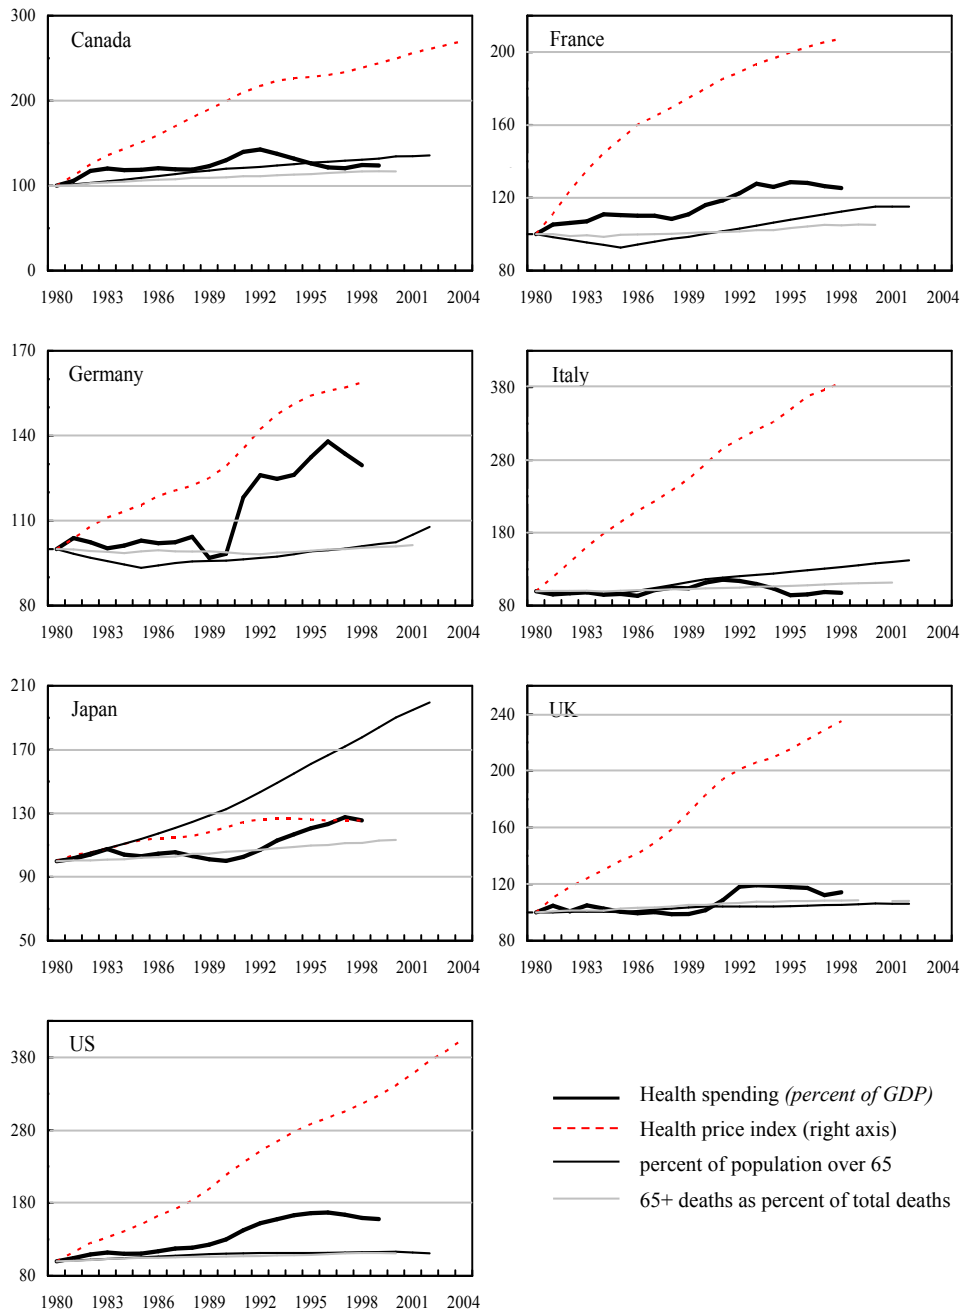 300
Canada
200
100
0
1980 1983 1986 1989 1992 1995 1998 2001 2004
France
200
160
120
80
1980 1983 1986 1989 1992 1995 1998 2001 2004
170
Germany
140
110
80
1980 1983 1986 1989 1992 1995 1998 2001 2004
Italy
380
280
180
80
1980 1983 1986 1989 1992 1995 1998 2001 2004
210
Japan
170
130
90
50
1980 1983 1986 1989 1992 1995 1998 2001 2004
240
UK
200
160
120
80
1980 1983 1986 1989 1992 1995 1998 2001 2004
US
380
280
180
80
1980 1983 1986 1989 1992 1995 1998 2001 2004
Health spending (percent of GDP)
Health price index (right axis)
percent of population over 65
65+ deaths as percent of total deaths